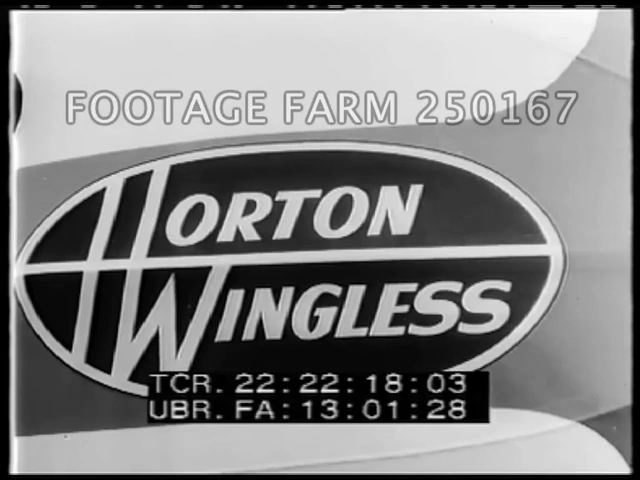 FOOTAGE FARM 250167
HORTON
WINGLESS
TCR. 22:22:18:03
UBR. FA: 13:01:28